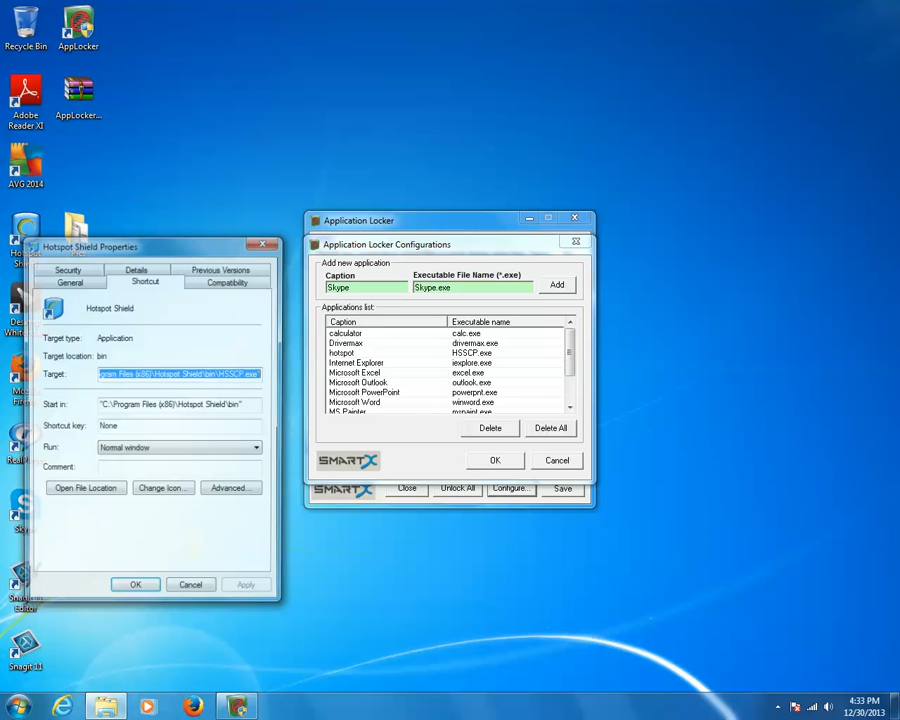 Recycle Bin
AppLocker
Adobe
Reader XI
AppLocker...
AVG 2014
Snagit 11
Editor
Hotspot Shield Properties
Security
Details
Previous Versions
General
Shortcut
Compatibility
Hotspot Shield
Target type:
Application
Target location:
bin
Target:
gram Files (x86)\Hotspot Shield\bin\HSSCP.exe"
Start in:
"C:\Program Files (x86)\Hotspot Shield\bin"
Shortcut key:
None
Run:
Normal window
Comment:
Open File Location
Change Icon...
Advanced...
OK
Cancel
Apply
Application Locker
Application Locker Configurations
Add new application
Caption
Executable File Name (*.exe)
Skype
Skype.exe
Add
Applications list:
Caption
Executable name
calculator
calc.exe
Drivermax
drivermax.exe
hotspot
HSSCP.exe
Internet Explorer
iexplore.exe
Microsoft Excel
excel.exe
Microsoft Outlook
outlook.exe
Microsoft PowerPoint
powerpnt.exe
Microsoft Word
winword.exe
MS Painter
mspaint.exe
Delete
Delete All
SMARTX
OK
Cancel
SMARTX
Close
Unlock All
Configure...
Save
4:33 PM
12/30/2013